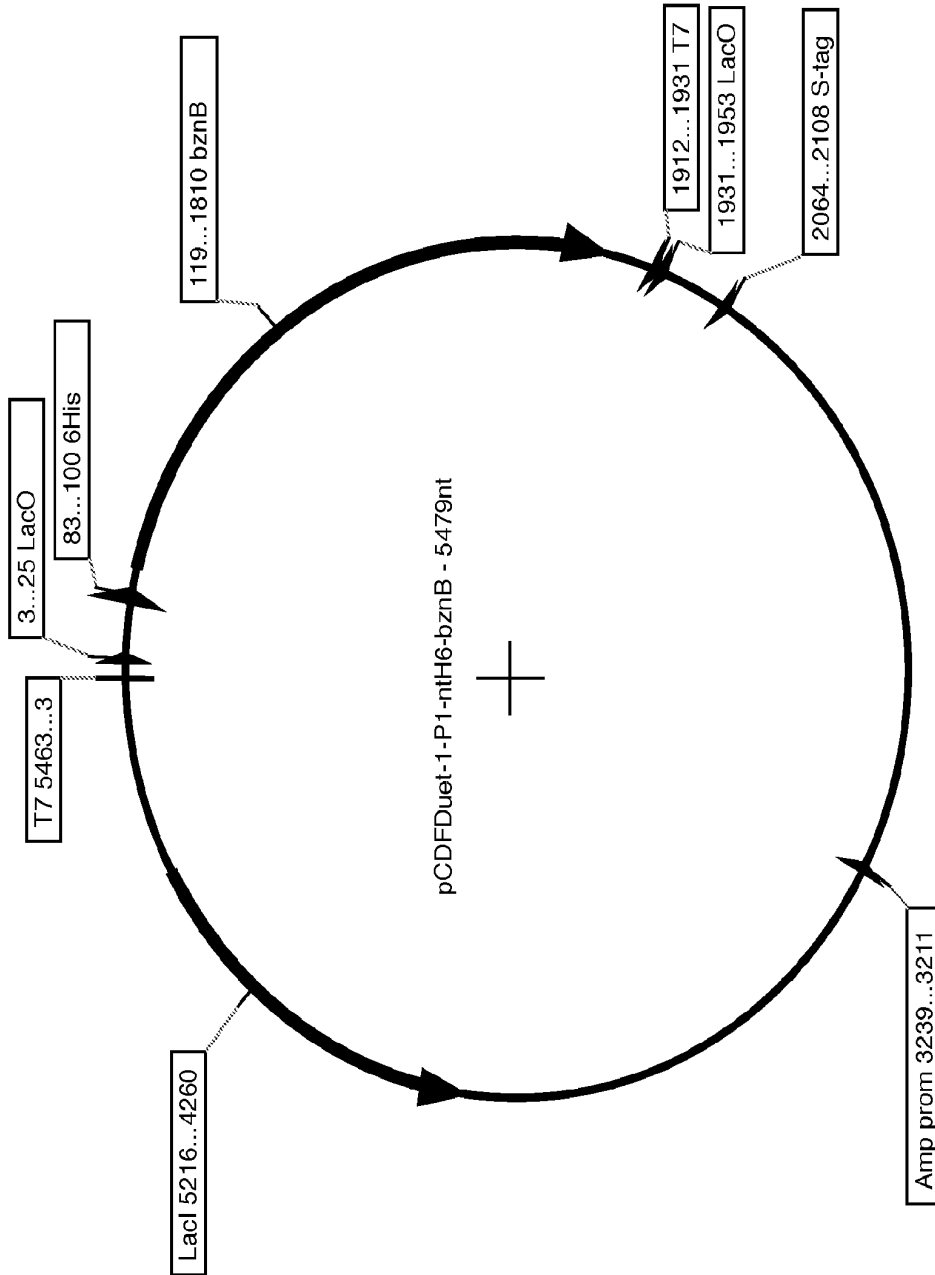 T7 5463...3
3...25 LacO
83...100 6His
119...1810 bznB
1912...1931 T7
1931...1953 LacO
2064...2108 S-tag
pCDFDuet-1-P1-ntH6-bznB - 5479nt
LacI 5216...4260
Amp prom 3239...3211